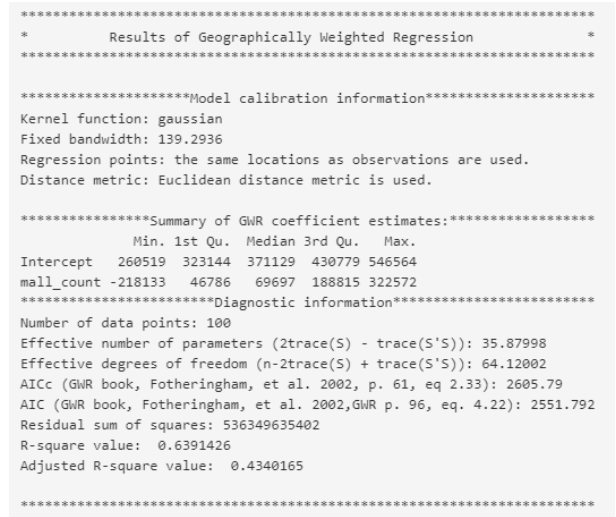 ***********************************************************************
*          Results of Geographically Weighted Regression              *
***********************************************************************

*********************Model calibration information*********************
Kernel function: gaussian
Fixed bandwidth: 139.2936
Regression points: the same locations as observations are used.
Distance metric: Euclidean distance metric is used.

****************Summary of GWR coefficient estimates:******************
              Min. 1st Qu.  Median 3rd Qu.   Max.
Intercept   260519  323144  371129  430779 546564
mall_count -218133   46786   69697  188815 322572
************************Diagnostic information*************************
Number of data points: 100
Effective number of parameters (2trace(S) - trace(S'S)): 35.87998
Effective degrees of freedom (n-2trace(S) + trace(S'S)): 64.12002
AICc (GWR book, Fotheringham, et al. 2002, p. 61, eq 2.33): 2605.79
AIC (GWR book, Fotheringham, et al. 2002,GWR p. 96, eq. 4.22): 2551.792
Residual sum of squares: 536349635402
R-square value:  0.6391426
Adjusted R-square value:  0.4340165

***********************************************************************